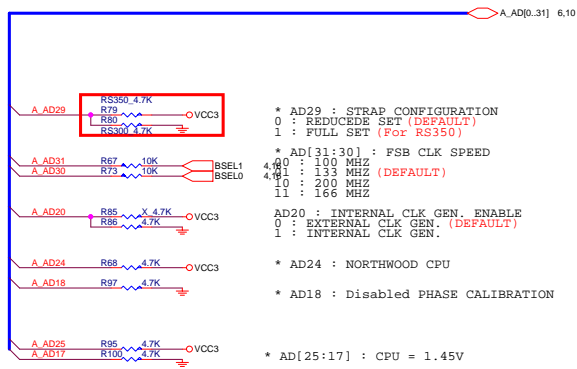 A_AD[0..31] 6,10
RS350_4.7K
A_AD29 R79 VCC3
R80
RS300_4.7K
* AD29 : STRAP CONFIGURATION
0 : REDUCEDE SET (DEFAULT)
1 : FULL SET (For RS350)
A_AD31 R67 10K BSEL1
A_AD30 R73 10K BSEL0
* AD[31:30] : FSB CLK SPEED
00 : 100 MHZ
01 : 133 MHZ (DEFAULT)
10 : 200 MHZ
11 : 166 MHZ
A_AD20 R85 X_4.7K VCC3
R86 4.7K
AD20 : INTERNAL CLK GEN. ENABLE
0 : EXTERNAL CLK GEN. (DEFAULT)
1 : INTERNAL CLK GEN.
A_AD24 R68 4.7K VCC3
* AD24 : NORTHWOOD CPU
A_AD18 R97 4.7K
* AD18 : Disabled PHASE CALIBRATION
A_AD25 R95 4.7K VCC3
A_AD17 R100 4.7K
* AD[25:17] : CPU = 1.45V